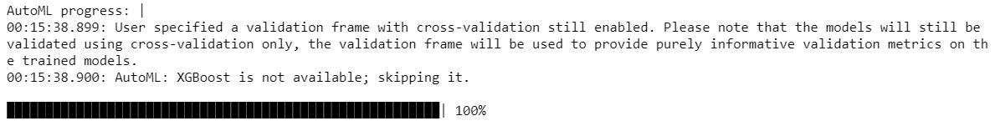 AutoML progress: |
00:15:38.899: User specified a validation frame with cross-validation still enabled. Please note that the models will still be
validated using cross-validation only, the validation frame will be used to provide purely informative validation metrics on th
e trained models.
00:15:38.900: AutoML: XGBoost is not available; skipping it.
| 100%